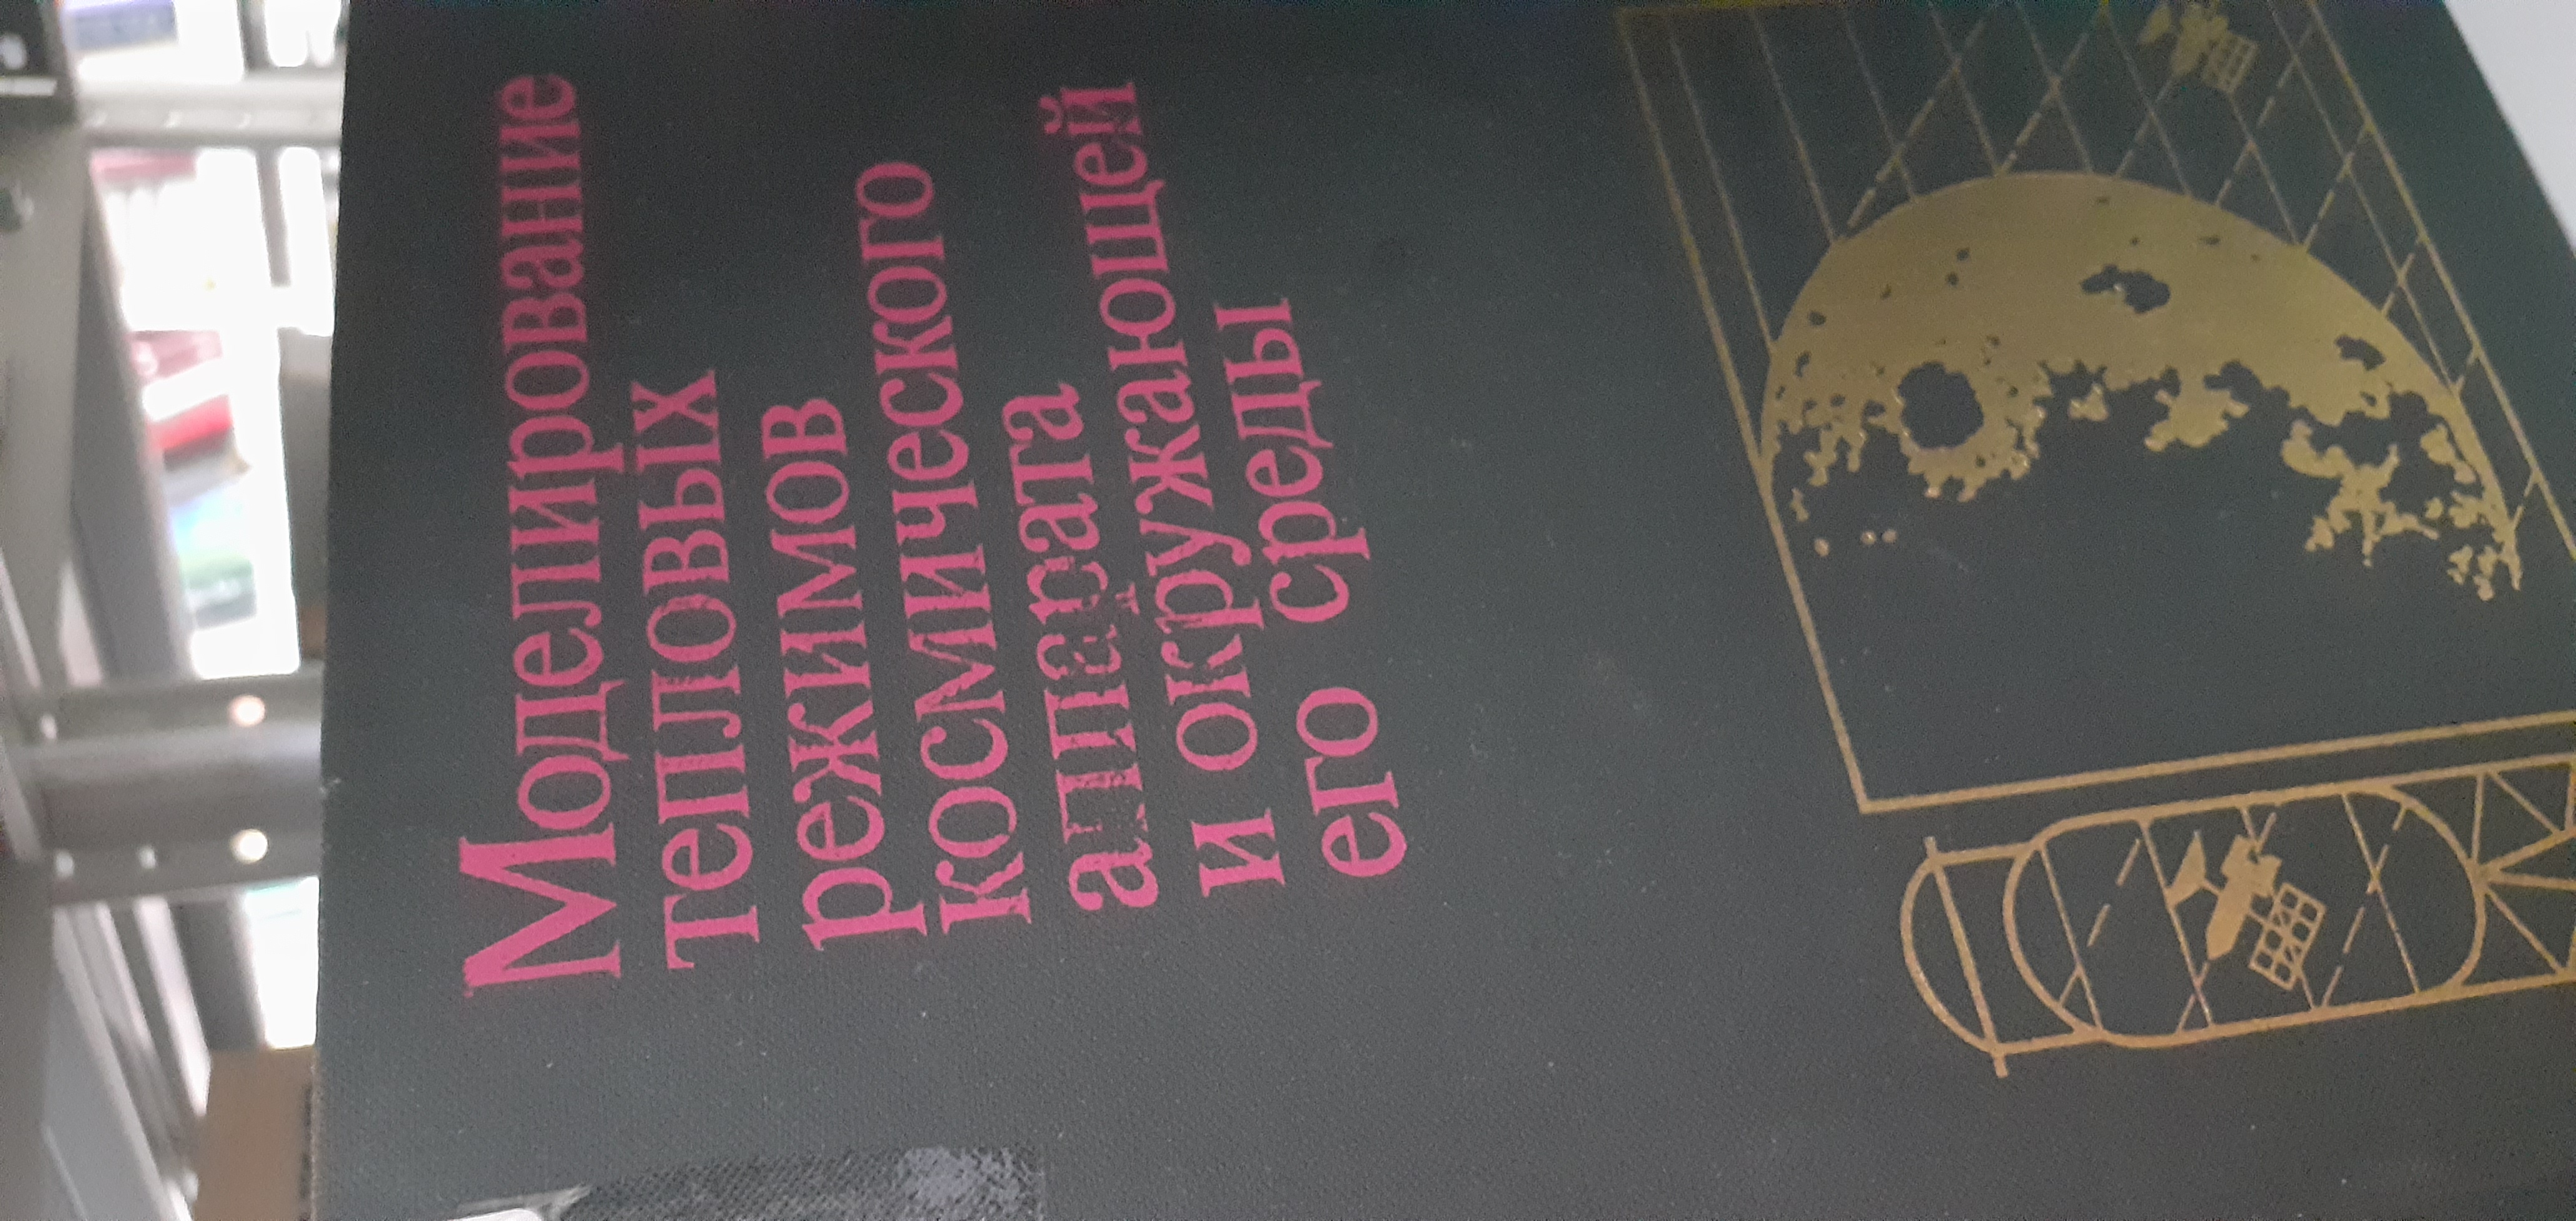 Моделирование
тепловых
режимов
космического
аппарата
и окружающей
его среды